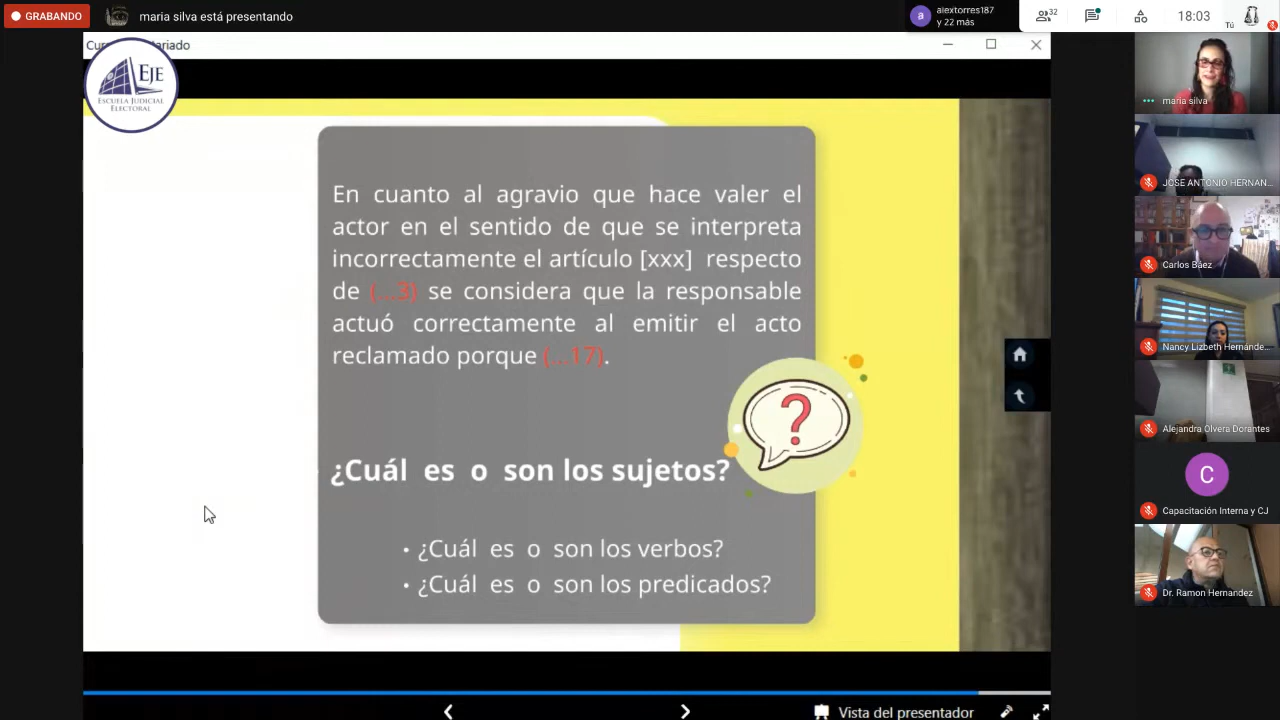 GRABANDO
maria silva está presentando
a
alextorres187
y 22 más
32
18:03
Tú
EJE
ESCUELA JUDICIAL
ELECTORAL
En cuanto al agravio que hace valer el
actor en el sentido de que se interpreta
incorrectamente el artículo [xxx] respecto
de (...3) se considera que la responsable
actuó correctamente al emitir el acto
reclamado porque (...17).
?
¿Cuál es o son los sujetos?
• ¿Cuál es o son los verbos?
• ¿Cuál es o son los predicados?
Vista del presentador
maria silva
JOSE ANTONIO HERNAN...
Carlos Báez
Nancy Lizbeth Hernánde...
Alejandra Olvera Dorantes
C
Capacitación Interna y CJ
Dr. Ramon Hernandez